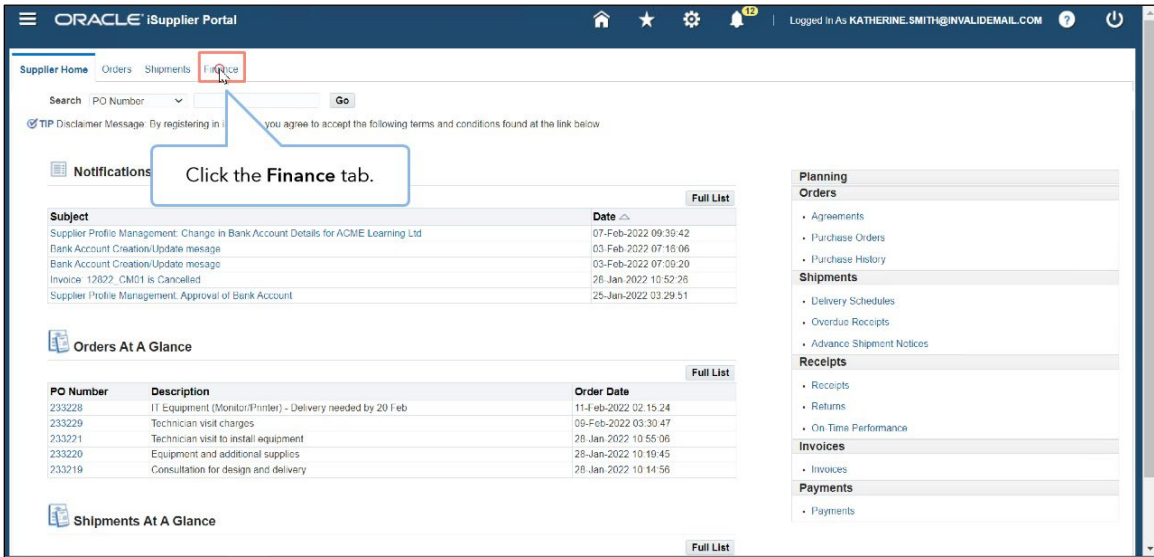 ORACLE iSupplier Portal
12
Logged In As KATHERINE.SMITH@INVALIDEMAIL.COM ?
Supplier Home Orders Shipments Finance
Search PO Number Go
TIP Disclaimer Message: By registering in you agree to accept the following terms and conditions found at the link below
Click the Finance tab.
Notifications
Full List
Subject Date
Supplier Profile Management: Change in Bank Account Details for ACME Learning Ltd 07-Feb-2022 09:39:42
Bank Account Creation/Update mesage 03-Feb-2022 07:16:06
Bank Account Creation/Update mesage 03-Feb-2022 07:09:20
Invoice: 12822_CM01 is Cancelled 28-Jan-2022 10:52:26
Supplier Profile Management: Approval of Bank Account 25-Jan-2022 03:29:51
Orders At A Glance
Full List
PO Number Description Order Date
233228 IT Equipment (Monitor/Printer) - Delivery needed by 20 Feb 11-Feb-2022 02:15:24
233229 Technician visit charges 09-Feb-2022 03:30:47
233221 Technician visit to install equipment 28-Jan-2022 10:55:06
233220 Equipment and additional supplies 28-Jan-2022 10:19:45
233219 Consultation for design and delivery 28-Jan-2022 10:14:56
Shipments At A Glance
Full List
Planning
Orders
• Agreements
• Purchase Orders
• Purchase History
Shipments
• Delivery Schedules
• Overdue Receipts
• Advance Shipment Notices
Receipts
• Receipts
• Returns
• On-Time Performance
Invoices
• Invoices
Payments
• Payments